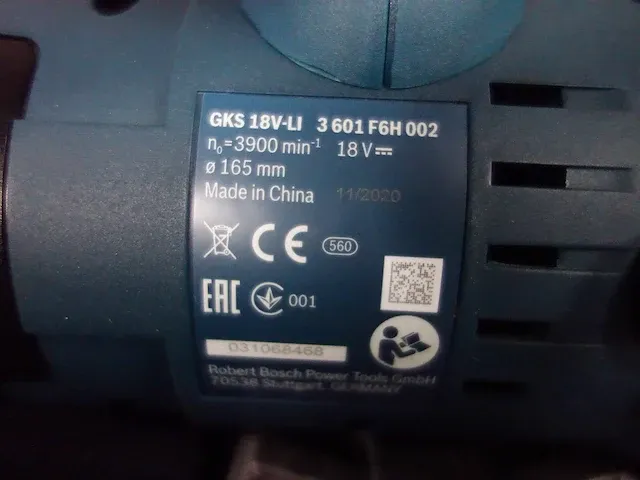 GKS 18V-LI 3 601 F6H 002
n₀=3900 min⁻¹ 18 V⎓
ø 165 mm
Made in China 11/2020
CE 560
EAC 001
031068468
Robert Bosch Power Tools GmbH
70538 Stuttgart, GERMANY